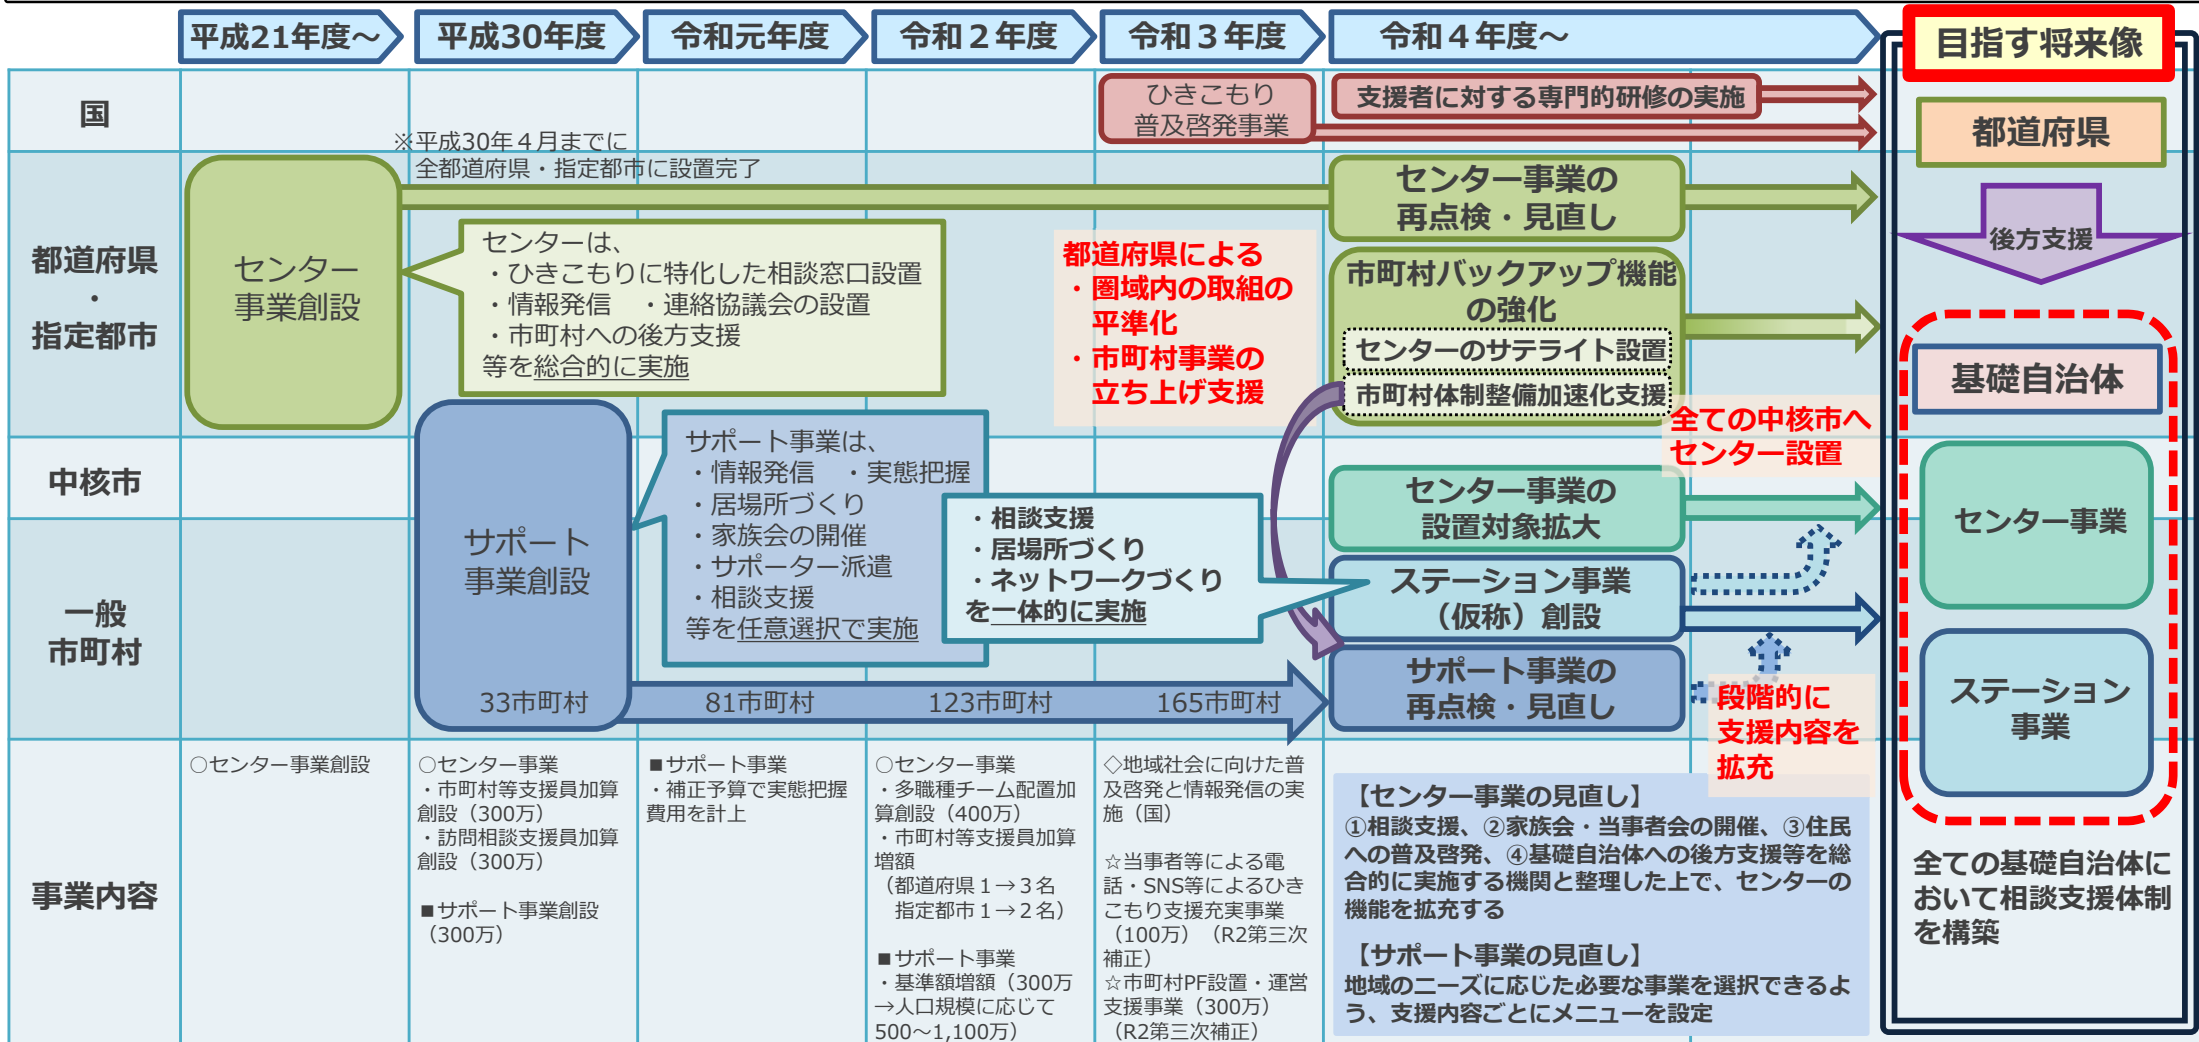 平成21年度～
平成30年度
令和元年度
令和２年度
令和３年度
令和４年度～
目指す将来像
国
ひきこもり
普及啓発事業
支援者に対する専門的研修の実施
都道府県
・
指定都市
※平成30年４月までに
全都道府県・指定都市に設置完了
センター
事業創設
センターは、
・ひきこもりに特化した相談窓口設置
・情報発信　・連絡協議会の設置
・市町村への後方支援
等を総合的に実施
都道府県による
・圏域内の取組の
平準化
・市町村事業の
立ち上げ支援
センター事業の
再点検・見直し
市町村バックアップ機能
の強化
センターのサテライト設置
市町村体制整備加速化支援
全ての中核市へ
センター設置
中核市
一般
市町村
サポート
事業創設
33市町村
81市町村
123市町村
165市町村
サポート事業は、
・情報発信　・実態把握
・居場所づくり
・家族会の開催
・サポーター派遣
・相談支援
等を任意選択で実施
・相談支援
・居場所づくり
・ネットワークづくり
を一体的に実施
センター事業の
設置対象拡大
ステーション事業
（仮称）創設
サポート事業の
再点検・見直し
段階的に
支援内容を
拡充
都道府県
後方支援
基礎自治体
センター事業
ステーション
事業
全ての基礎自治体に
おいて相談支援体制
を構築
事業内容
○センター事業創設
○センター事業
・市町村等支援員加算
創設（300万）
・訪問相談支援員加算
創設（300万）
■サポート事業創設
（300万）
■サポート事業
・補正予算で実態把握
費用を計上
○センター事業
・多職種チーム配置加
算創設（400万）
・市町村等支援員加算
増額
（都道府県１→３名
指定都市１→２名）
■サポート事業
・基準額増額（300万
→人口規模に応じて
500～1,100万）
◇地域社会に向けた普
及啓発と情報発信の実
施（国）
☆当事者等による電
話・SNS等によるひき
こもり支援充実事業
（100万）（R2第三次
補正）
☆市町村PF設置・運営
支援事業（300万）
（R2第三次補正）
【センター事業の見直し】
①相談支援、②家族会・当事者会の開催、③住民
への普及啓発、④基礎自治体への後方支援等を総
合的に実施する機関と整理した上で、センターの
機能を拡充する
【サポート事業の見直し】
地域のニーズに応じた必要な事業を選択できるよ
う、支援内容ごとにメニューを設定